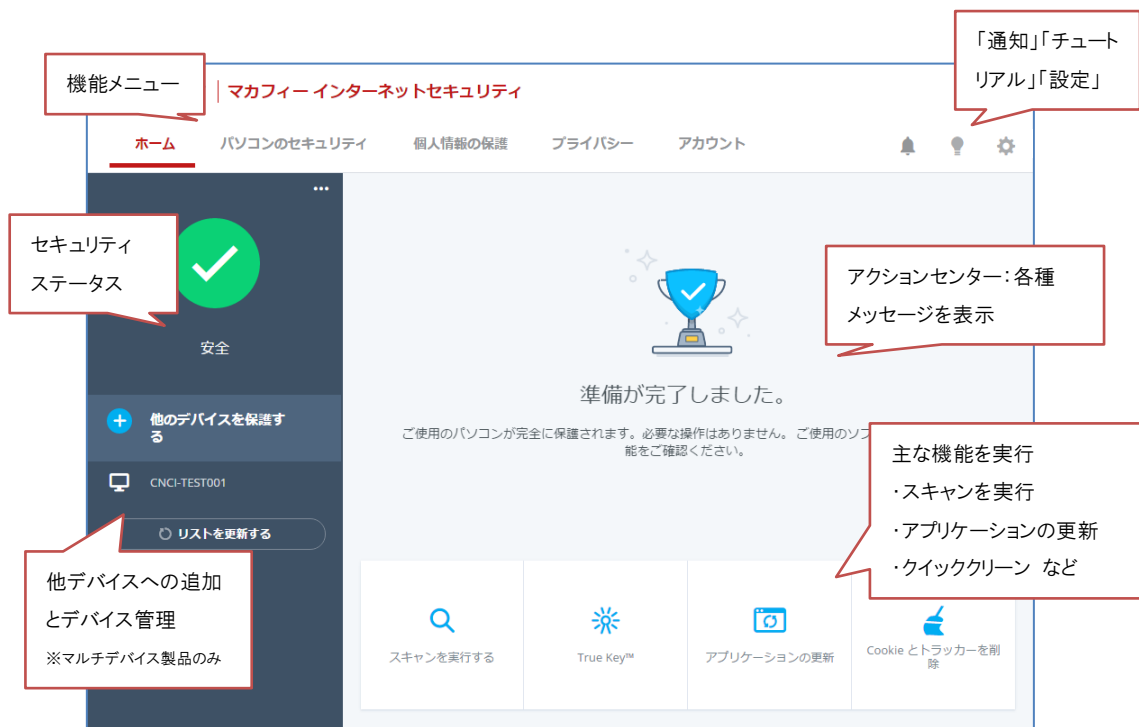 「通知」「チュート
リアル」「設定」
機能メニュー
マカフィー インターネットセキュリティ
ホーム
パソコンのセキュリティ
個人情報の保護
プライバシー
アカウント
セキュリティ
ステータス
安全
アクションセンター：各種
メッセージを表示
準備が完了しました。
ご使用のパソコンが完全に保護されます。必要な操作はありません。 ご使用のソフ
能をご確認ください。
他のデバイスを保護す
る
CNCI-TEST001
リストを更新する
主な機能を実行
・スキャンを実行
・アプリケーションの更新
・クイッククリーン など
他デバイスへの追加
とデバイス管理
※マルチデバイス製品のみ
スキャンを実行する
True Key™
アプリケーションの更新
Cookie とトラッカーを削
除